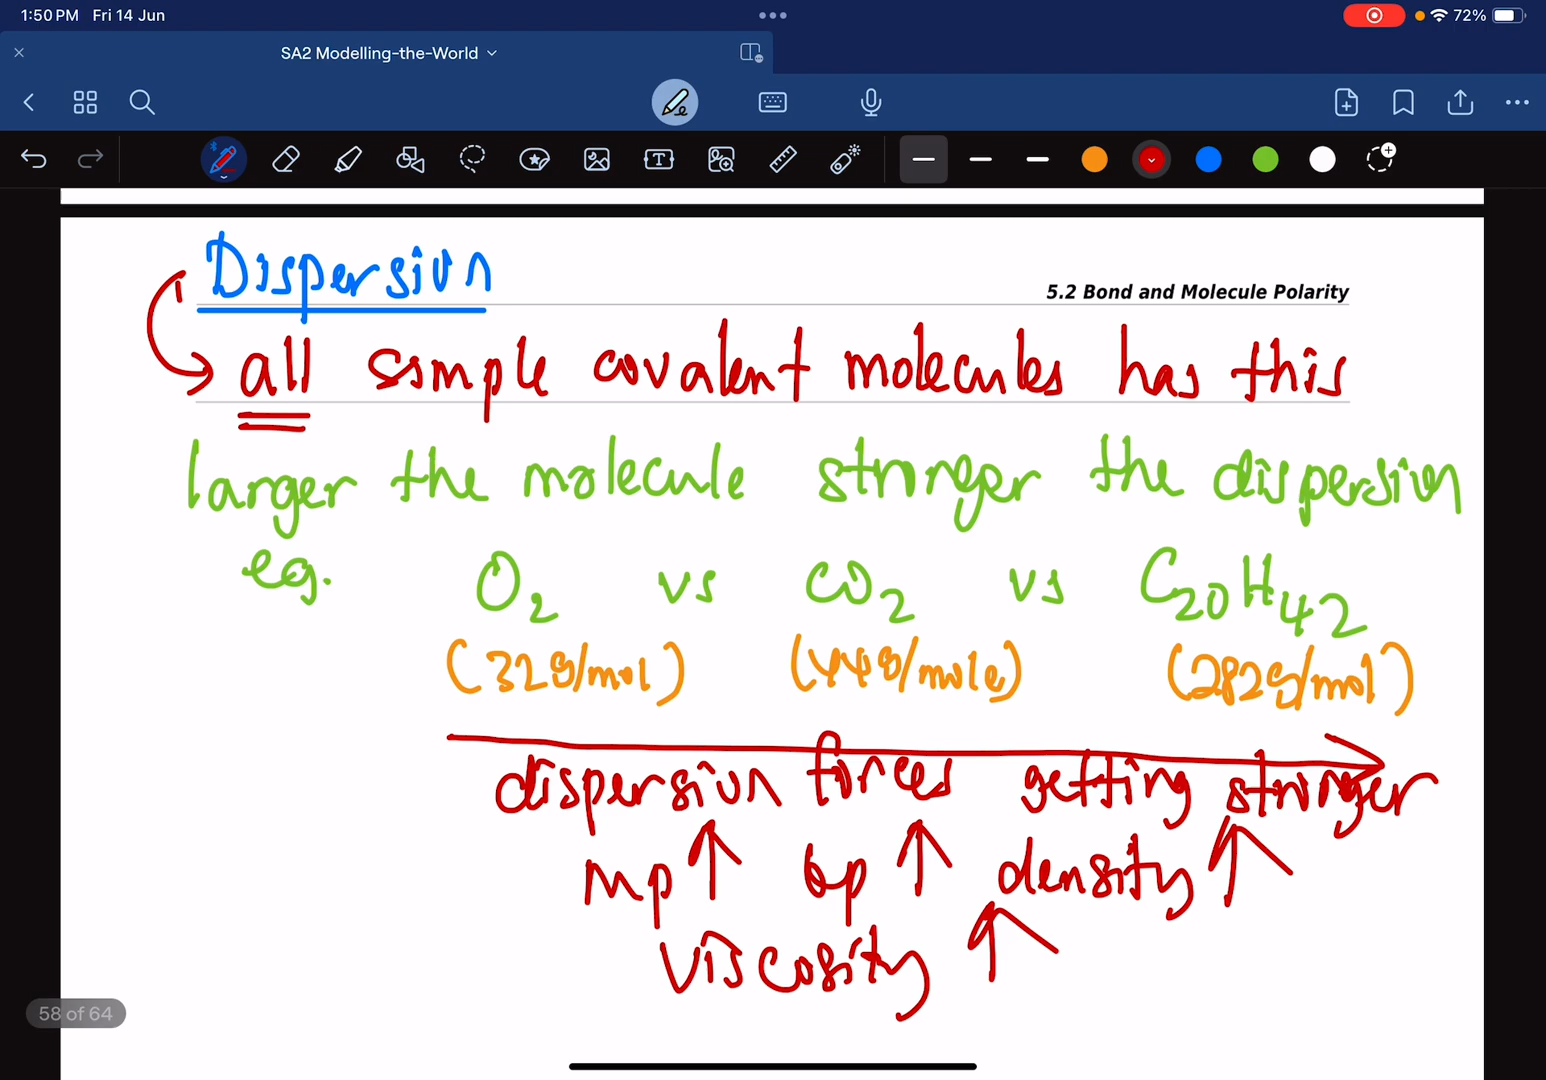 1:50 PM Fri 14 Jun
72%
SA2 Modelling-the-World
Dispersion
5.2 Bond and Molecule Polarity
all simple covalent molecules has this
larger the molecule stronger the dispersion
eg. O2 vs CO2 vs C20H42
(32g/mol) (44g/mole) (282g/mol)
dispersion forces getting stronger
mp↑ bp↑ density↑
viscosity↑
58 of 64